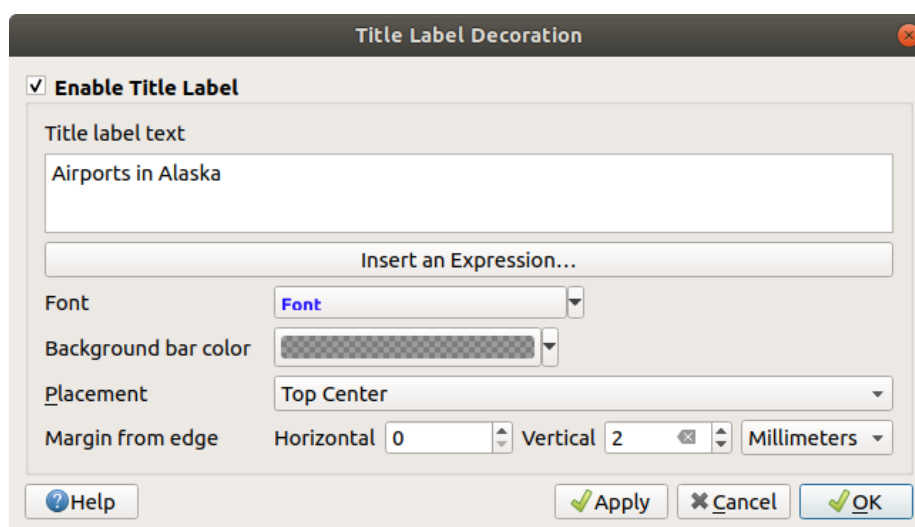 Title Label Decoration
Enable Title Label
Title label text
Airports in Alaska
Insert an Expression…
Font Font
Background bar color
Placement Top Center
Margin from edge Horizontal 0 Vertical 2 Millimeters
Help Apply Cancel OK